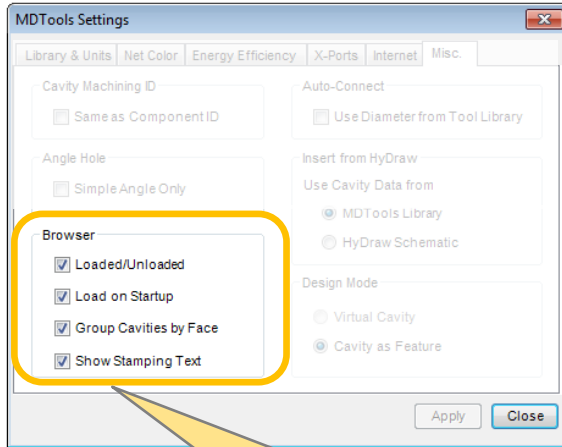 MDTools Settings
Library & Units Net Color Energy Efficiency X-Ports Internet Misc.
Cavity Machining ID
Same as Component ID
Auto-Connect
Use Diameter from Tool Library
Angle Hole
Simple Angle Only
Insert from HyDraw
Use Cavity Data from
MDTools Library
HyDraw Schematic
Browser
Loaded/Unloaded
Load on Startup
Group Cavities by Face
Show Stamping Text
Design Mode
Virtual Cavity
Cavity as Feature
Apply Close